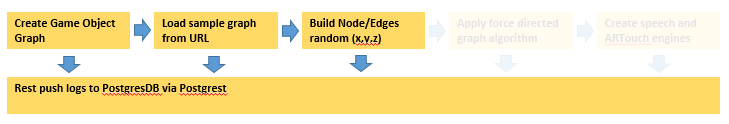 Create Game Object
Graph
Load sample graph
from URL
Build Node/Edges
random (x,y.z)
Apply force directed
graph algorithm
Create speech and
ARTouch engines
Rest push logs to PostgresDB via Postgrest